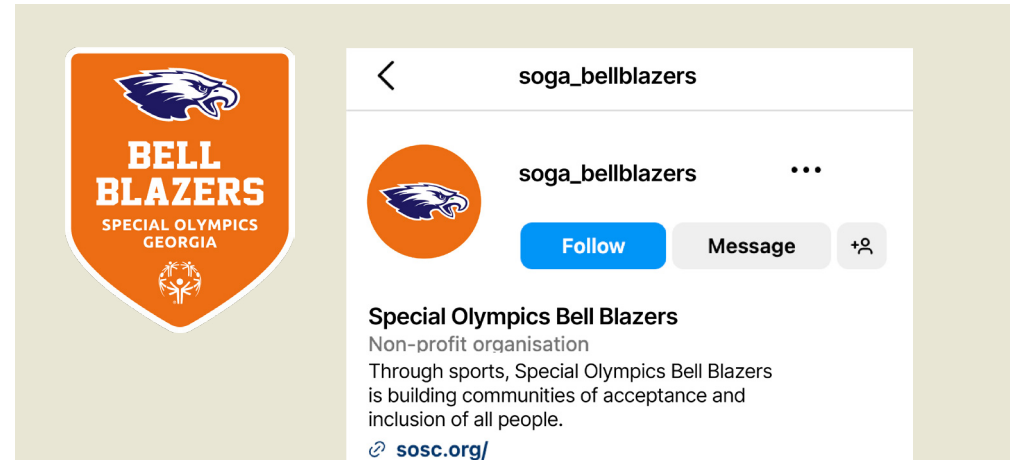 BELL
BLAZERS
SPECIAL OLYMPICS
GEORGIA
soga_bellblazers
soga_bellblazers
Follow
Message
Special Olympics Bell Blazers
Non-profit organisation
Through sports, Special Olympics Bell Blazers
is building communities of acceptance and
inclusion of all people.
sosc.org/